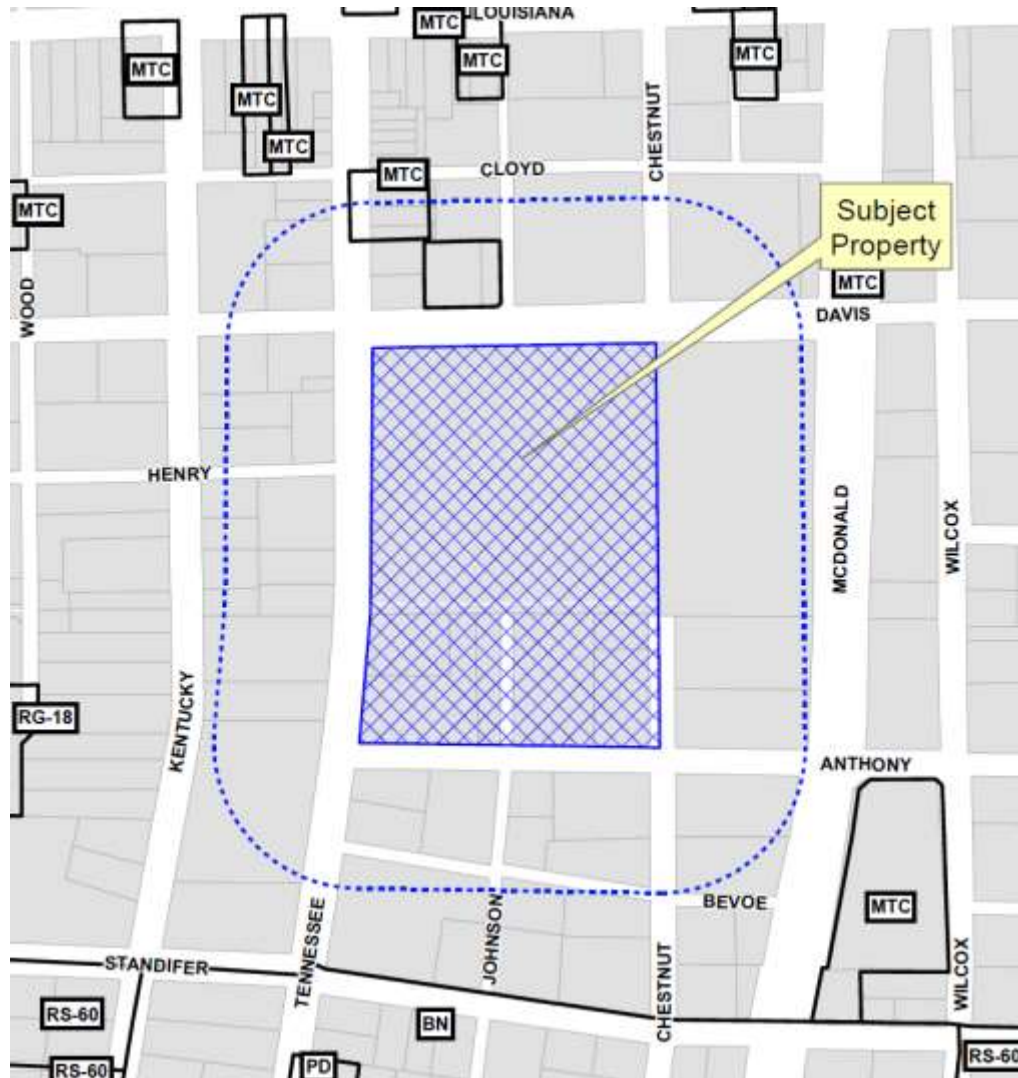 LOUISIANA
MTC
MTC
MTC
MTC
MTC
MTC
CHESTNUT
CLOYD
MTC
MTC
Subject
Property
WOOD
MTC
DAVIS
HENRY
MCDONALD
WILCOX
KENTUCKY
RG-18
ANTHONY
BEVOE
MTC
STANDIFER
TENNESSEE
JOHNSON
CHESTNUT
WILCOX
RS-60
BN
RS-60
PD
RS-60